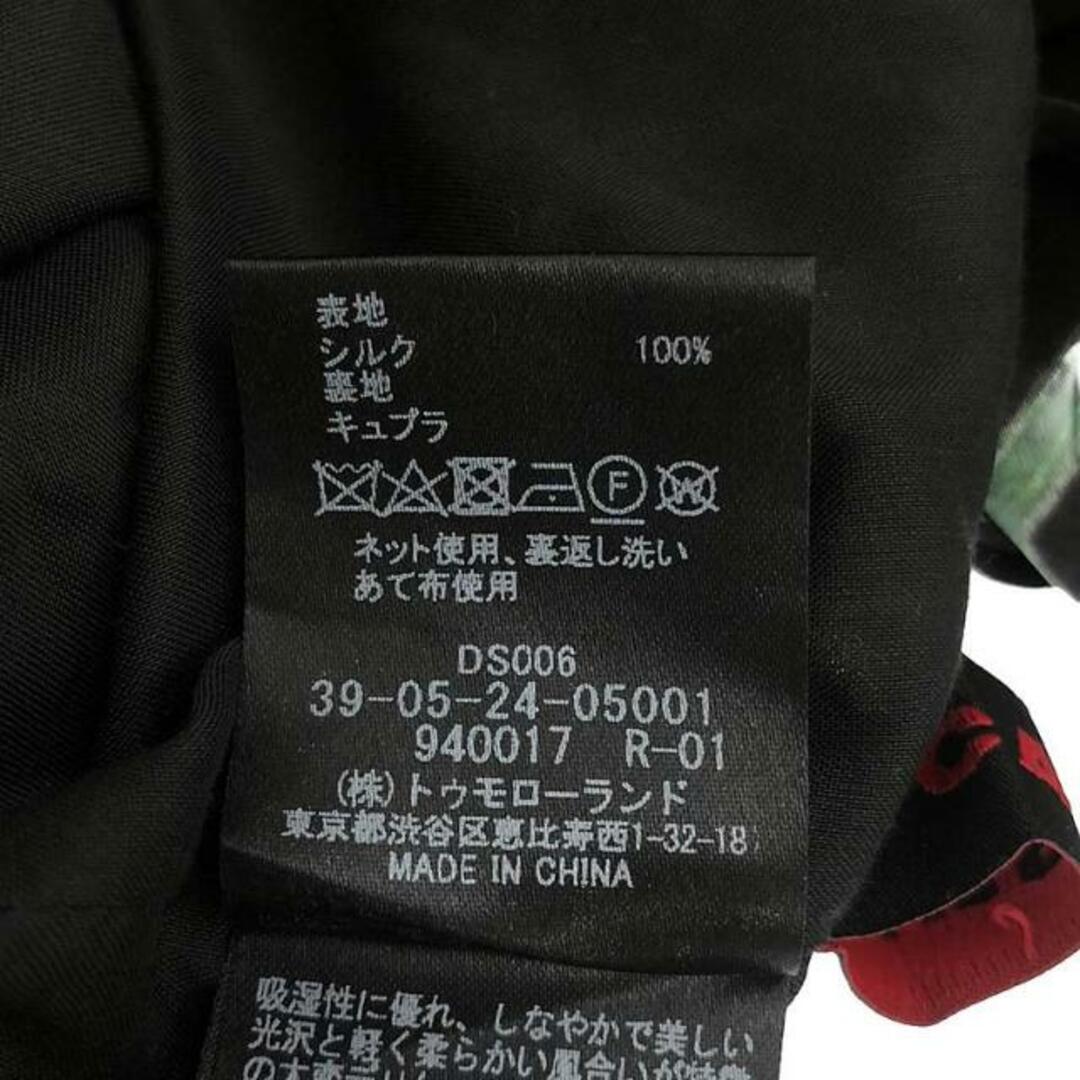 表地
シルク 100%
裏地
キュプラ
F
W
ネット使用、裏返し洗い
あて布使用
DS006
39-05-24-05001
940017 R-01
(株)トゥモローランド
東京都渋谷区恵比寿西1-32-18
MADE IN CHINA
吸湿性に優れ、しなやかで美しい
光沢と軽く柔らかい風合いが特徴